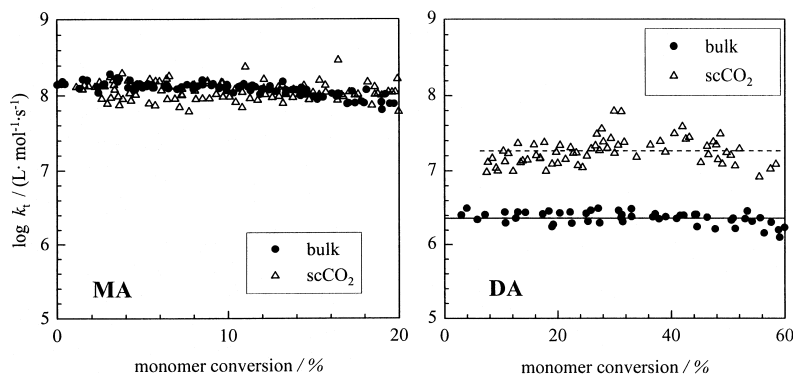 log kt / (L· mol-1·s-1)
9
8
7
6
5
0
10
20
monomer conversion / %
MA
bulk
scCO2
9
8
7
6
5
0
20
40
60
monomer conversion / %
DA
bulk
scCO2